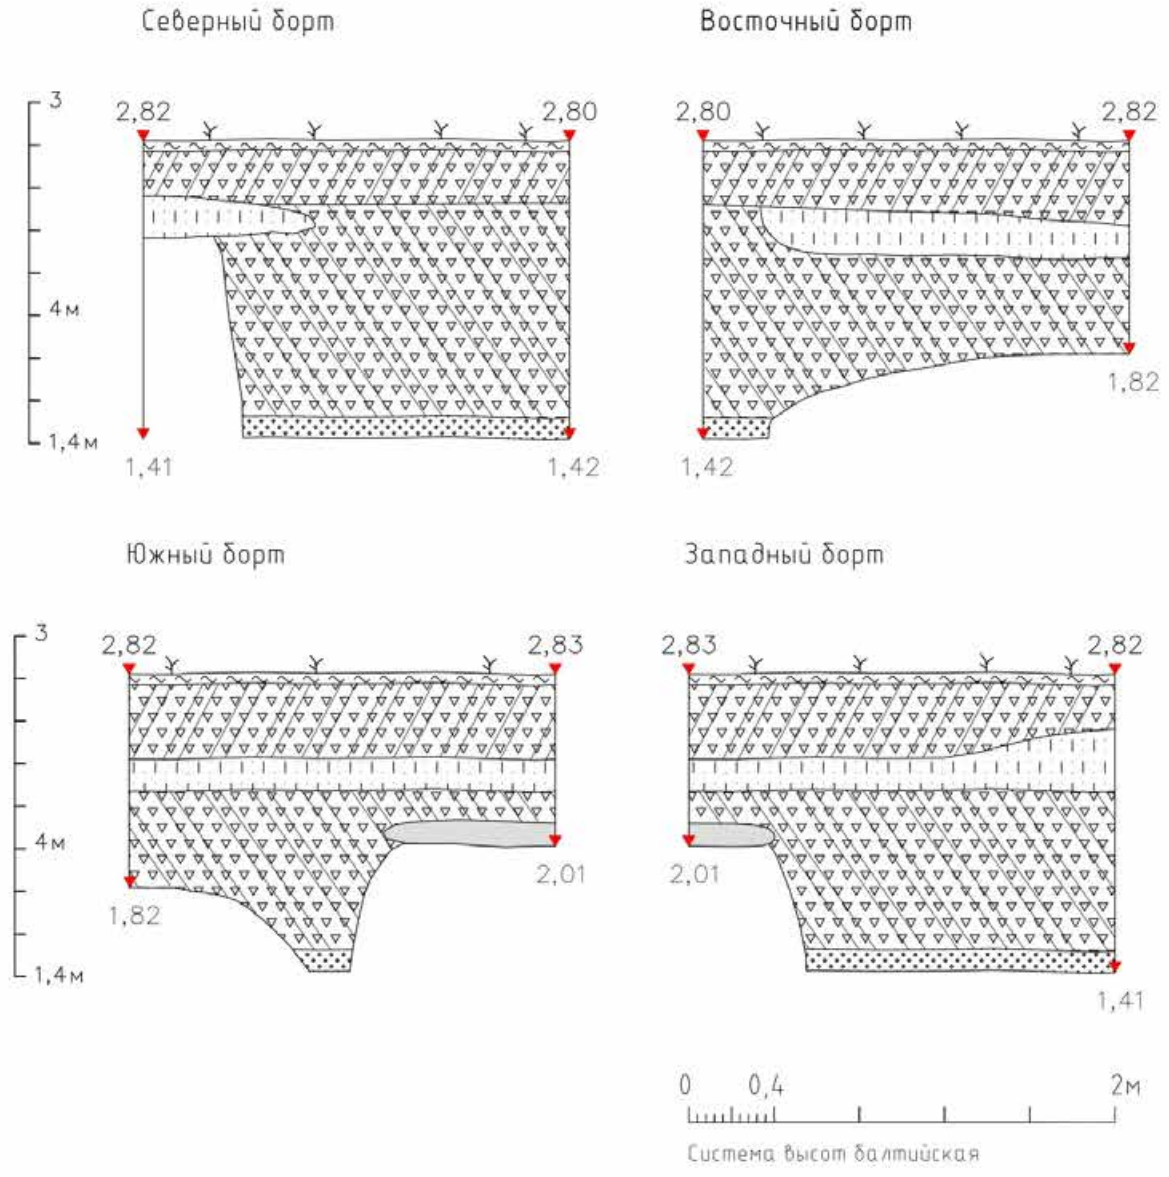 Северный борт
Восточный борт
3
2,82
2,80
2,80
2,82
4м
1,4м
1,41
1,42
1,42
1,82
Южный борт
Западный борт
3
2,82
2,83
2,83
2,82
4м
1,82
2,01
2,01
1,4м
1,41
0 0,4 2м
Система высот балтийская